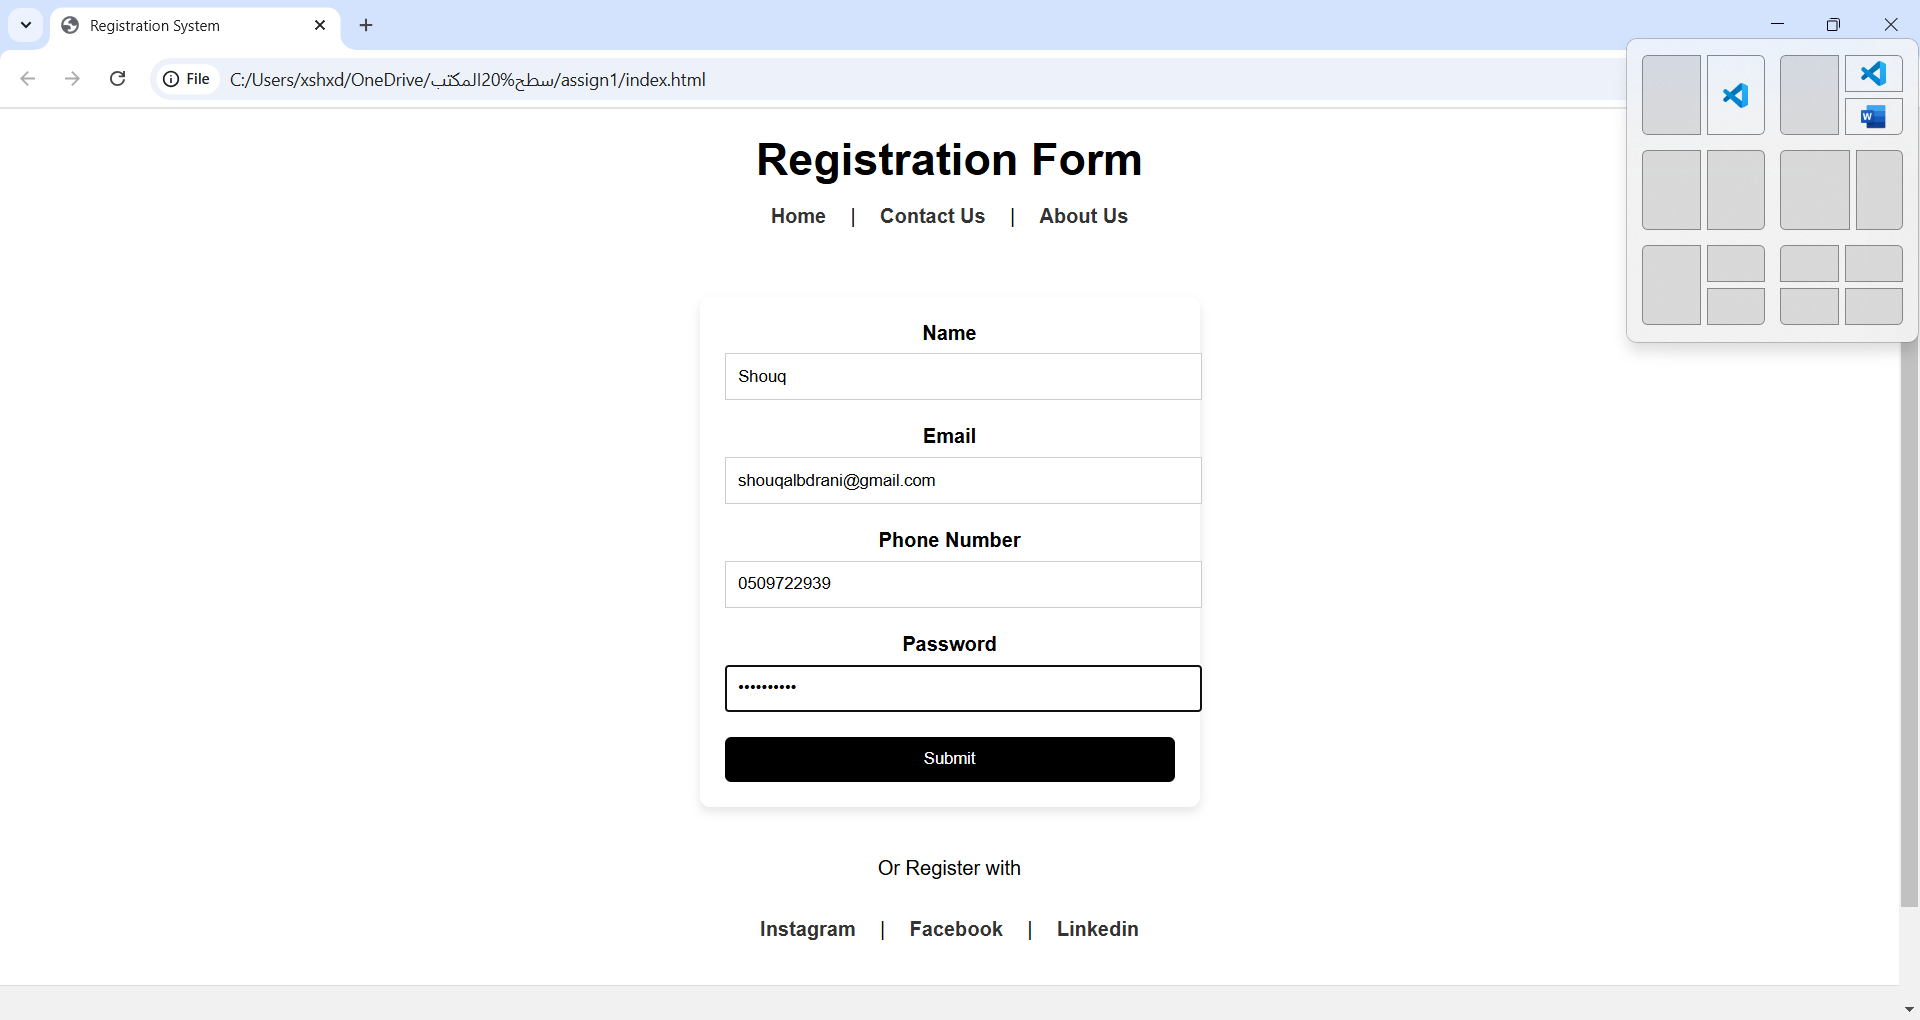 Registration System
File
C:/Users/xshxd/OneDrive/سطح%20المكتب/assign1/index.html
Registration Form
Home | Contact Us | About Us
Name
Shouq
Email
shouqalbdrani@gmail.com
Phone Number
0509722939
Password
••••••••••
Submit
Or Register with
Instagram | Facebook | Linkedin
W